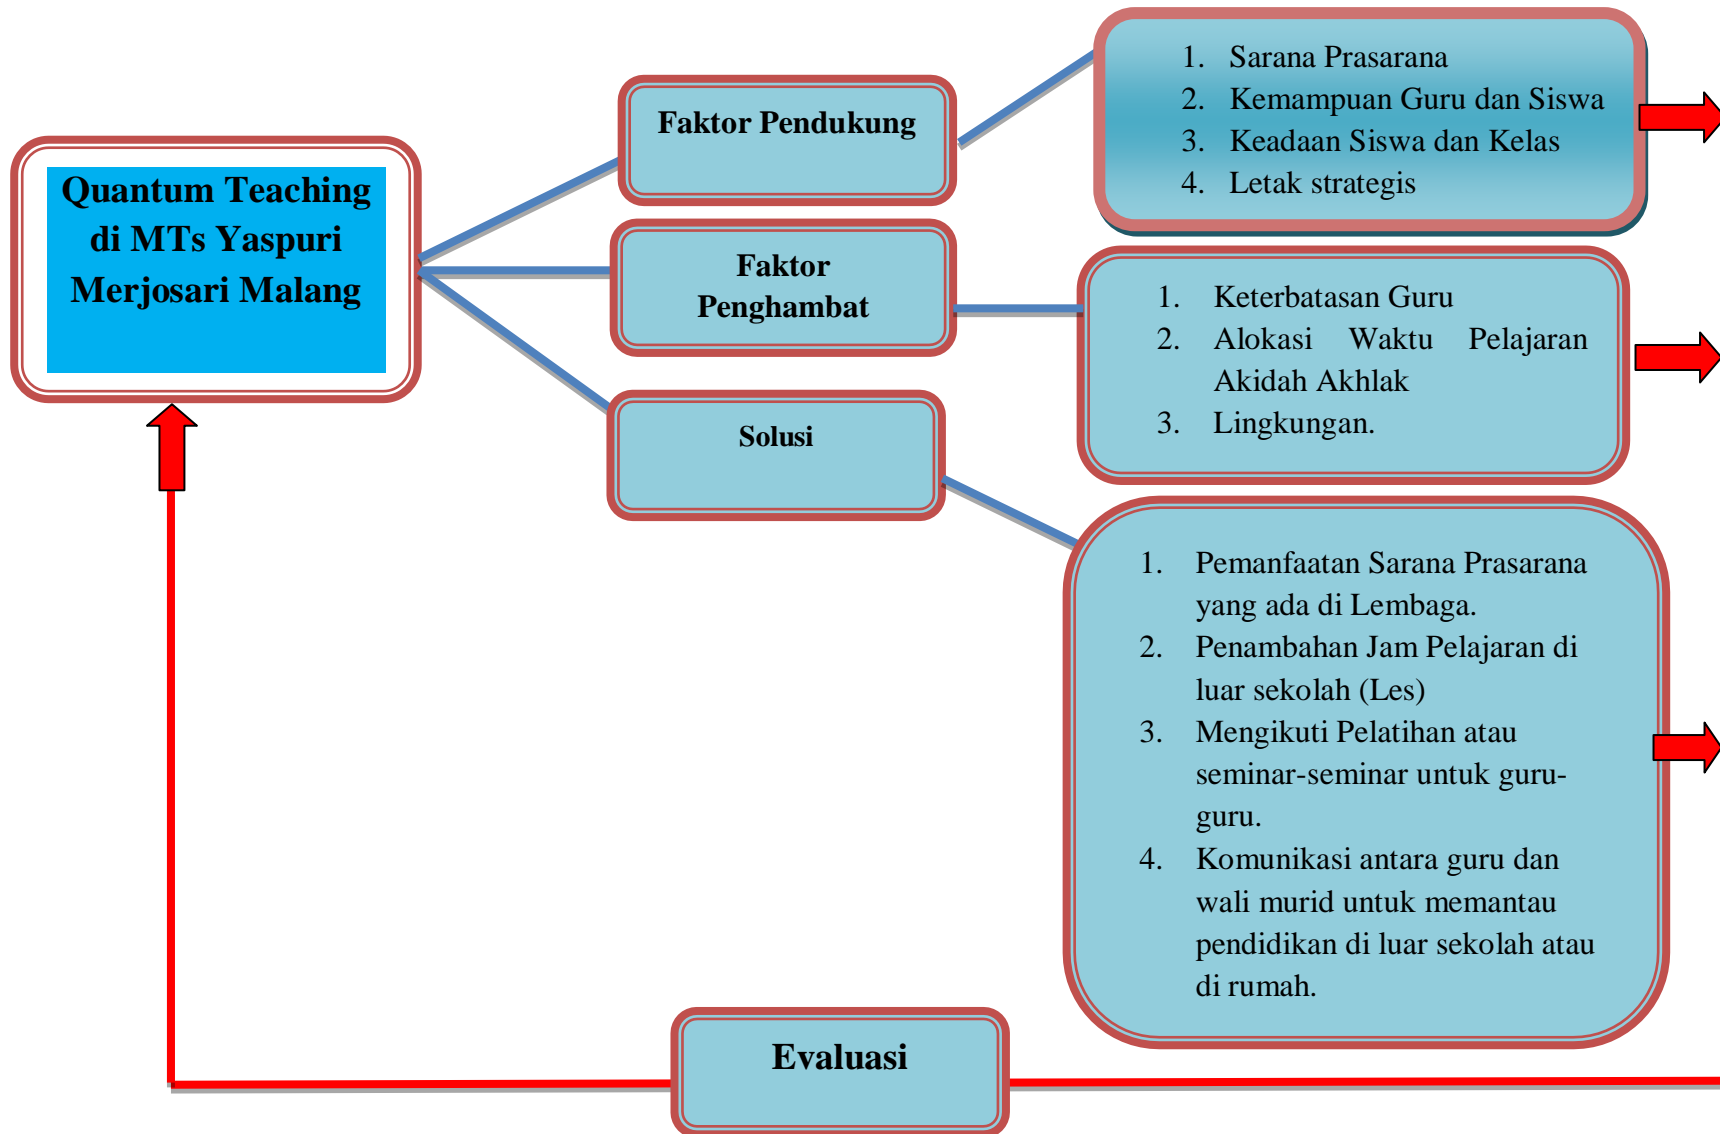 Quantum Teaching
di MTs Yaspuri
Merjosari Malang
Faktor Pendukung
1. Sarana Prasarana
2. Kemampuan Guru dan Siswa
3. Keadaan Siswa dan Kelas
4. Letak strategis
Faktor
Penghambat
1. Keterbatasan Guru
2. Alokasi Waktu Pelajaran
Akidah Akhlak
3. Lingkungan.
Solusi
1. Pemanfaatan Sarana Prasarana
yang ada di Lembaga.
2. Penambahan Jam Pelajaran di
luar sekolah (Les)
3. Mengikuti Pelatihan atau
seminar-seminar untuk guru-
guru.
4. Komunikasi antara guru dan
wali murid untuk memantau
pendidikan di luar sekolah atau
di rumah.
Evaluasi